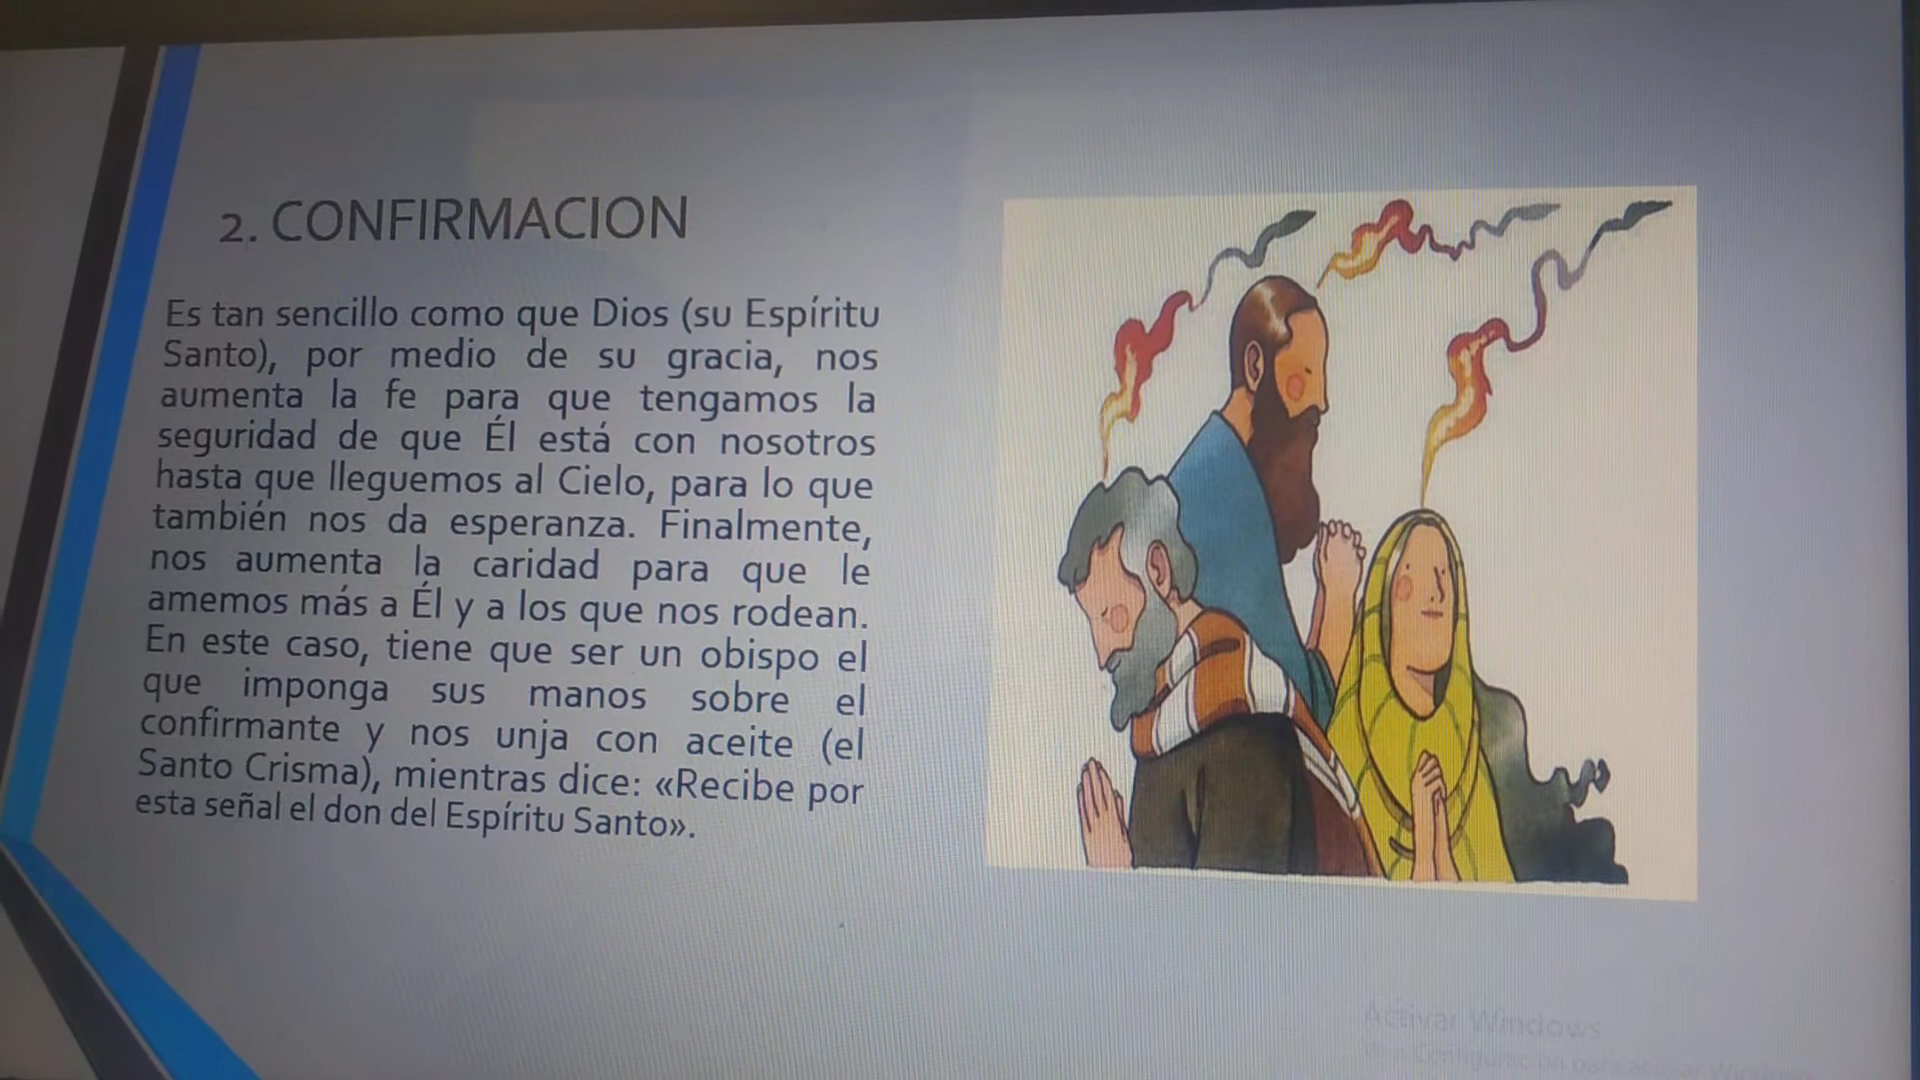 2. CONFIRMACION
Es tan sencillo como que Dios (su Espíritu
Santo), por medio de su gracia, nos
aumenta la fe para que tengamos la
seguridad de que Él está con nosotros
hasta que lleguemos al Cielo, para lo que
también nos da esperanza. Finalmente,
nos aumenta la caridad para que le
amemos más a Él y a los que nos rodean.
En este caso, tiene que ser un obispo el
que imponga sus manos sobre el
confirmante y nos unja con aceite (el
Santo Crisma), mientras dice: «Recibe por
esta señal el don del Espíritu Santo».
Activar Windows